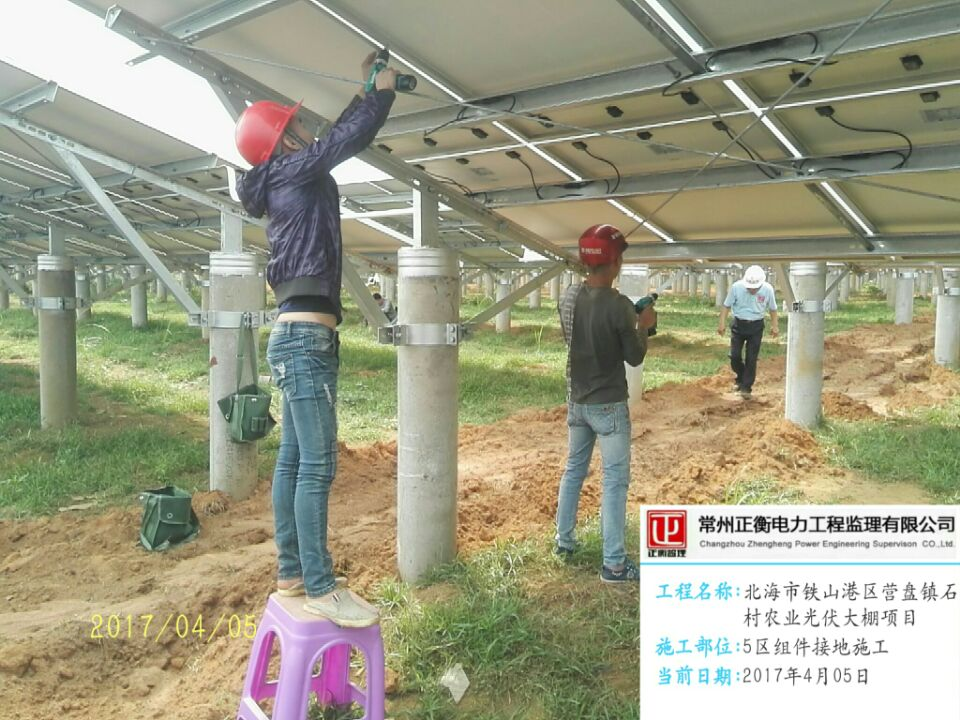 2017/04/05
正衡监理
常州正衡电力工程监理有限公司
Changzhou Zhengheng Power Engineering Supervison CO.,Ltd.
工程名称:北海市铁山港区营盘镇石
村农业光伏大棚项目
施工部位:5区组件接地施工
当前日期:2017年4月05日